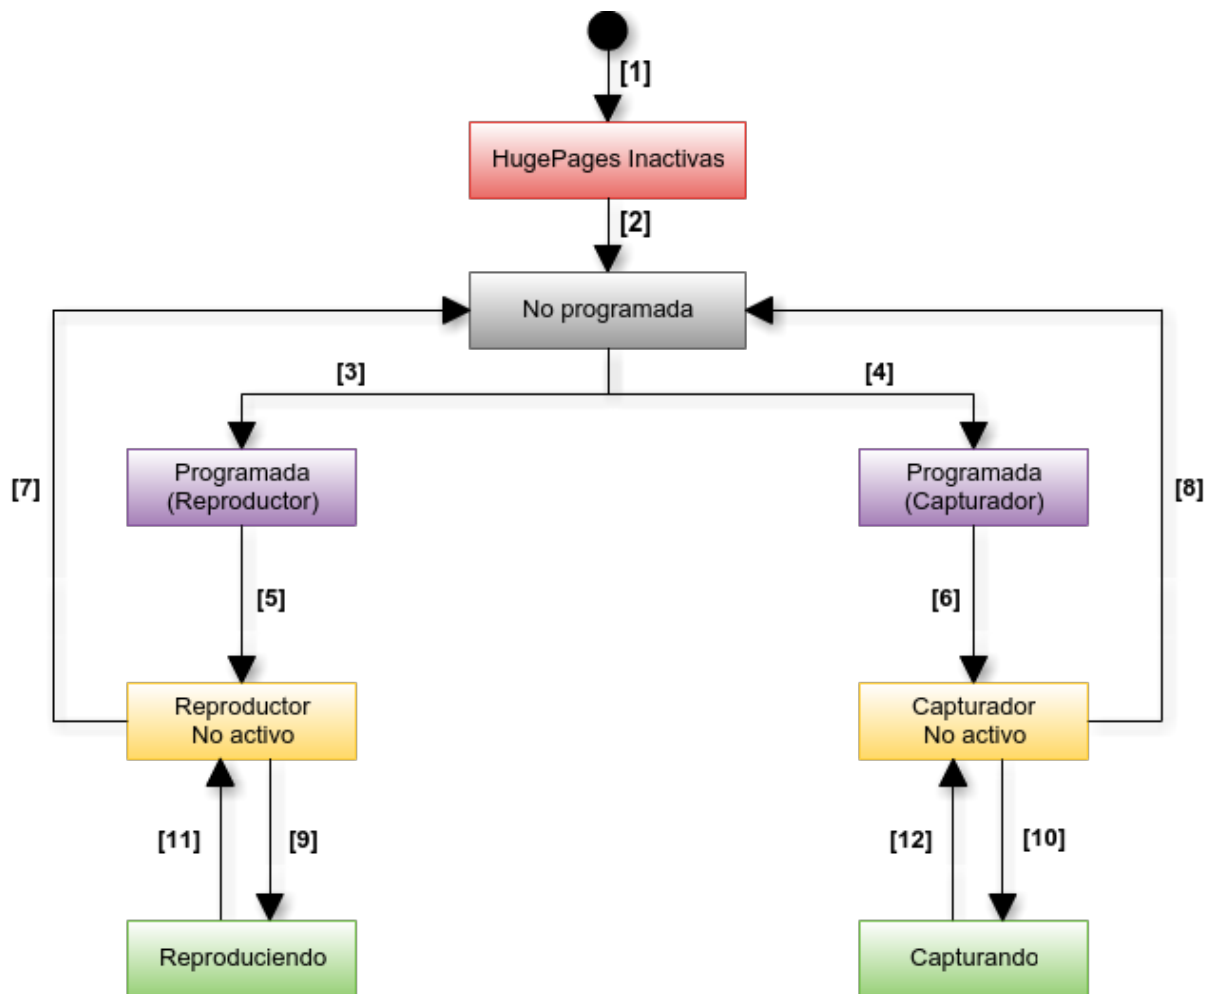 [1]
HugePages Inactivas
[2]
No programada
[3]
[4]
Programada
(Reproductor)
Programada
(Capturador)
[7]
[8]
[5]
[6]
Reproductor
No activo
Capturador
No activo
[11]
[9]
[12]
[10]
Reproduciendo
Capturando